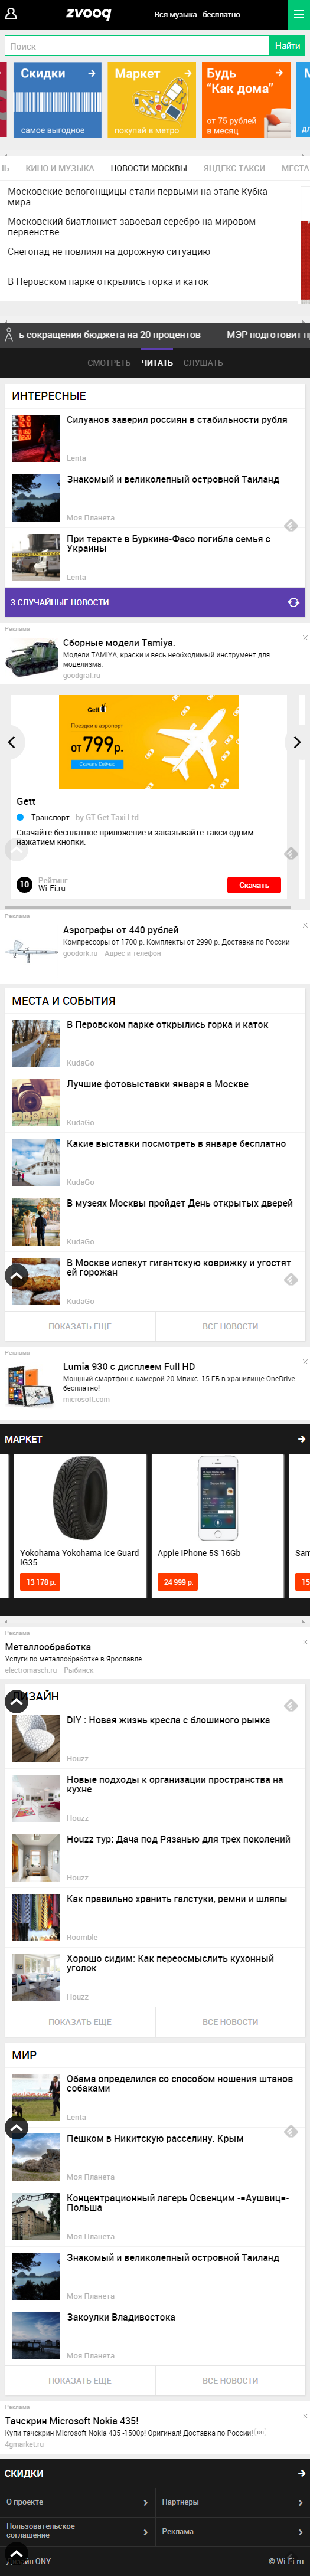 zvooq
Вся музыка - бесплатно
Поиск
Найти
Скидки
самое выгодное
Маркет
покупай в метро
Будь
"Как дома"
от 75 рублей
в месяц
КИНО И МУЗЫКА
НОВОСТИ МОСКВЫ
ЯНДЕКС.ТАКСИ
МЕСТА
Московские велогонщицы стали первыми на этапе Кубка
мира
Московский биатлонист завоевал серебро на мировом
первенстве
Снегопад не повлиял на дорожную ситуацию
В Перовском парке открылись горка и каток
сокращения бюджета на 20 процентов
МЭР подготовит
СМОТРЕТЬ
ЧИТАТЬ
СЛУШАТЬ
ИНТЕРЕСНЫЕ
Силуанов заверил россиян в стабильности рубля
Lenta
Знакомый и великолепный островной Таиланд
Моя Планета
При теракте в Буркина-Фасо погибла семья с
Украины
Lenta
3 СЛУЧАЙНЫЕ НОВОСТИ
Реклама
Сборные модели Tamiya.
Модели TAMIYA, краски и весь необходимый инструмент для
моделизма.
goodgraf.ru
Gett
Поездки в аэропорт
от 799р.
Скачать Сейчас
Gett
Транспорт by GT Get Taxi Ltd.
Скачайте бесплатное приложение и заказывайте такси одним
нажатием кнопки.
10
Рейтинг
Wi-Fi.ru
Скачать
Реклама
Аэрографы от 440 рублей
Компрессоры от 1700 р. Комплекты от 2990 р. Доставка по России
goodork.ru Адрес и телефон
МЕСТА И СОБЫТИЯ
В Перовском парке открылись горка и каток
KudaGo
Лучшие фотовыставки января в Москве
KudaGo
Какие выставки посмотреть в январе бесплатно
KudaGo
В музеях Москвы пройдет День открытых дверей
KudaGo
В Москве испекут гигантскую коврижку и угостят
ей горожан
KudaGo
ПОКАЗАТЬ ЕЩЕ
ВСЕ НОВОСТИ
Реклама
Lumia 930 с дисплеем Full HD
Мощный смартфон с камерой 20 Мпикс. 15 ГБ в хранилище OneDrive
бесплатно!
microsoft.com
МАРКЕТ
Yokohama Yokohama Ice Guard
IG35
13 178 р.
Apple iPhone 5S 16Gb
24 999 р.
Реклама
Металлообработка
Услуги по металлообработке в Ярославле.
electromasch.ru Рыбинск
ДИЗАЙН
DIY : Новая жизнь кресла с блошиного рынка
Houzz
Новые подходы к организации пространства на
кухне
Houzz
Houzz тур: Дача под Рязанью для трех поколений
Houzz
Как правильно хранить галстуки, ремни и шляпы
Roomble
Хорошо сидим: Как переосмыслить кухонный
уголок
Houzz
ПОКАЗАТЬ ЕЩЕ
ВСЕ НОВОСТИ
МИР
Обама определился со способом ношения штанов
собаками
Lenta
Пешком в Никитскую расселину. Крым
Моя Планета
Концентрационный лагерь Освенцим -=Аушвиц=-
Польша
Моя Планета
Знакомый и великолепный островной Таиланд
Моя Планета
Закоулки Владивостока
Моя Планета
ПОКАЗАТЬ ЕЩЕ
ВСЕ НОВОСТИ
Реклама
Тачскрин Microsoft Nokia 435!
Купи тачскрин Microsoft Nokia 435 -1500р! Оригинал! Доставка по России! 18+
4gmarket.ru
СКИДКИ
О проекте
Партнеры
Пользовательское
соглашение
Реклама
ONY
© Wi-Fi.ru